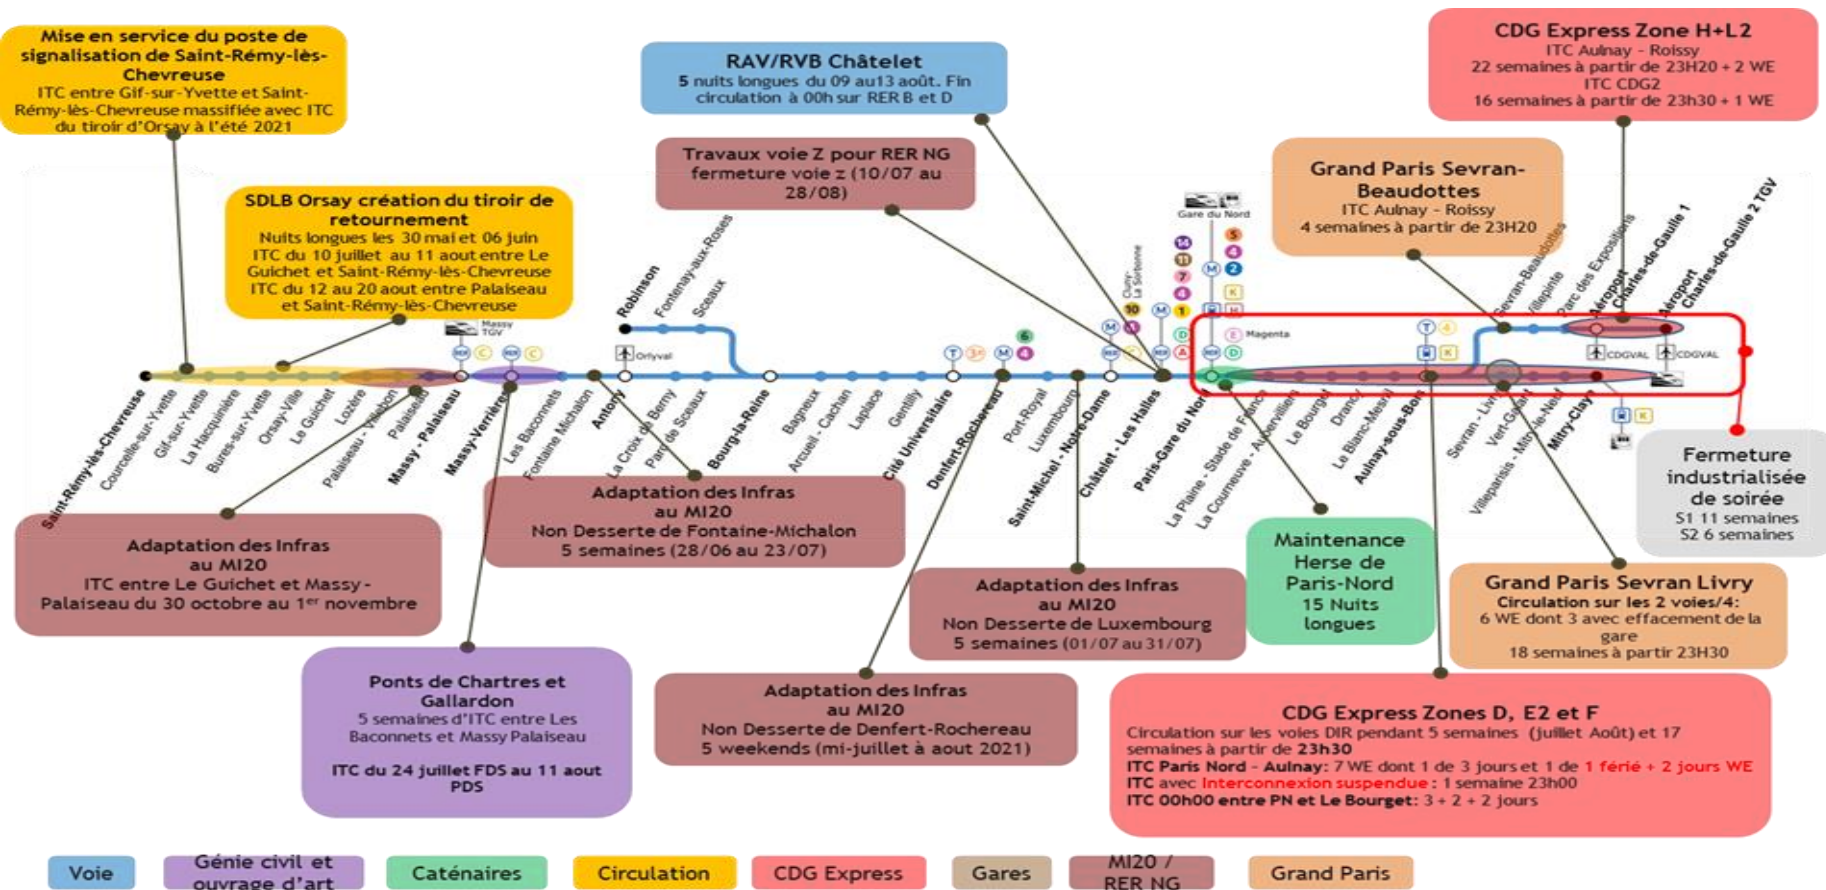 Mise en service du poste de
signalisation de Saint-Rémy-lès-
Chevreuse
ITC entre Gif-sur-Yvette et Saint-
Rémy-lès-Chevreuse massifiée avec ITC
du tiroir d'Orsay à l'été 2021
SDLB Orsay création du tiroir de
retournement
Nuits longues les 30 mai et 06 juin
ITC du 10 juillet au 11 aout entre Le
Guichet et Saint-Rémy-lès-Chevreuse
ITC du 12 au 20 aout entre Palaiseau
et Saint-Rémy-lès-Chevreuse
RAV/RVB Châtelet
5 nuits longues du 09 au13 août. Fin
circulation à 00h sur RER B et D
Travaux voie Z pour RER NG
fermeture voie z (10/07 au
28/08)
CDG Express Zone H+L2
ITC Aulnay - Roissy
22 semaines à partir de 23H20 + 2 WE
ITC CDG2
16 semaines à partir de 23h30 + 1 WE
Grand Paris Sevran-
Beaudottes
ITC Aulnay - Roissy
4 semaines à partir de 23H20
Gare du Nord
Massy
TGV
Orlyval
Magenta
CDGVAL
CDGVAL
Robinson
Fontenay-aux-Roses
Sceaux
Cluny-
La Sorbonne
Sevran-Beaudottes
Villepinte
Parc des Expositions
Aéroport
Charles-de-Gaulle 1
Aéroport
Charles-de-Gaulle 2 TGV
Saint-Rémy-lès-Chevreuse
Courcelle-sur-Yvette
Gif-sur-Yvette
La Hacquinière
Bures-sur-Yvette
Orsay-Ville
Le Guichet
Lozère
Palaiseau - Villebon
Palaiseau
Massy - Palaiseau
Massy-Verrières
Les Baconnets
Fontaine Michalon
Antony
La Croix de Berny
Parc de Sceaux
Bourg-la-Reine
Bagneux
Arcueil - Cachan
Laplace
Gentilly
Cité Universitaire
Denfert-Rochereau
Port-Royal
Luxembourg
Saint-Michel - Notre-Dame
Châtelet - Les Halles
Paris-Gare du Nord
La Plaine - Stade de France
La Courneuve - Aubervilliers
Le Bourget
Drancy
Le Blanc-Mesnil
Aulnay-sous-Bois
Sevran - Livry
Vert-Galant
Villeparisis - Mitry-le-Neuf
Mitry-Claye
Fermeture
industrialisée
de soirée
S1 11 semaines
S2 6 semaines
Adaptation des Infras
au MI20
ITC entre Le Guichet et Massy -
Palaiseau du 30 octobre au 1er novembre
Adaptation des Infras
au MI20
Non Desserte de Fontaine-Michalon
5 semaines (28/06 au 23/07)
Adaptation des Infras
au MI20
Non Desserte de Luxembourg
5 semaines (01/07 au 31/07)
Maintenance
Herse de
Paris-Nord
15 Nuits
longues
Grand Paris Sevran Livry
Circulation sur les 2 voies/4:
6 WE dont 3 avec effacement de la
gare
18 semaines à partir 23H30
Ponts de Chartres et
Gallardon
5 semaines d'ITC entre Les
Baconnets et Massy Palaiseau
ITC du 24 juillet FDS au 11 aout
PDS
Adaptation des Infras
au MI20
Non Desserte de Denfert-Rochereau
5 weekends (mi-juillet à aout 2021)
CDG Express Zones D, E2 et F
Circulation sur les voies DIR pendant 5 semaines (juillet Août) et 17
semaines à partir de 23h30
ITC Paris Nord - Aulnay: 7 WE dont 1 de 3 jours et 1 de 1 férié + 2 jours WE
ITC avec Interconnexion suspendue : 1 semaine 23h00
ITC 00h00 entre PN et Le Bourget: 3 + 2 + 2 jours
Voie
Génie civil et
ouvrage d'art
Caténaires
Circulation
CDG Express
Gares
MI20 /
RER NG
Grand Paris